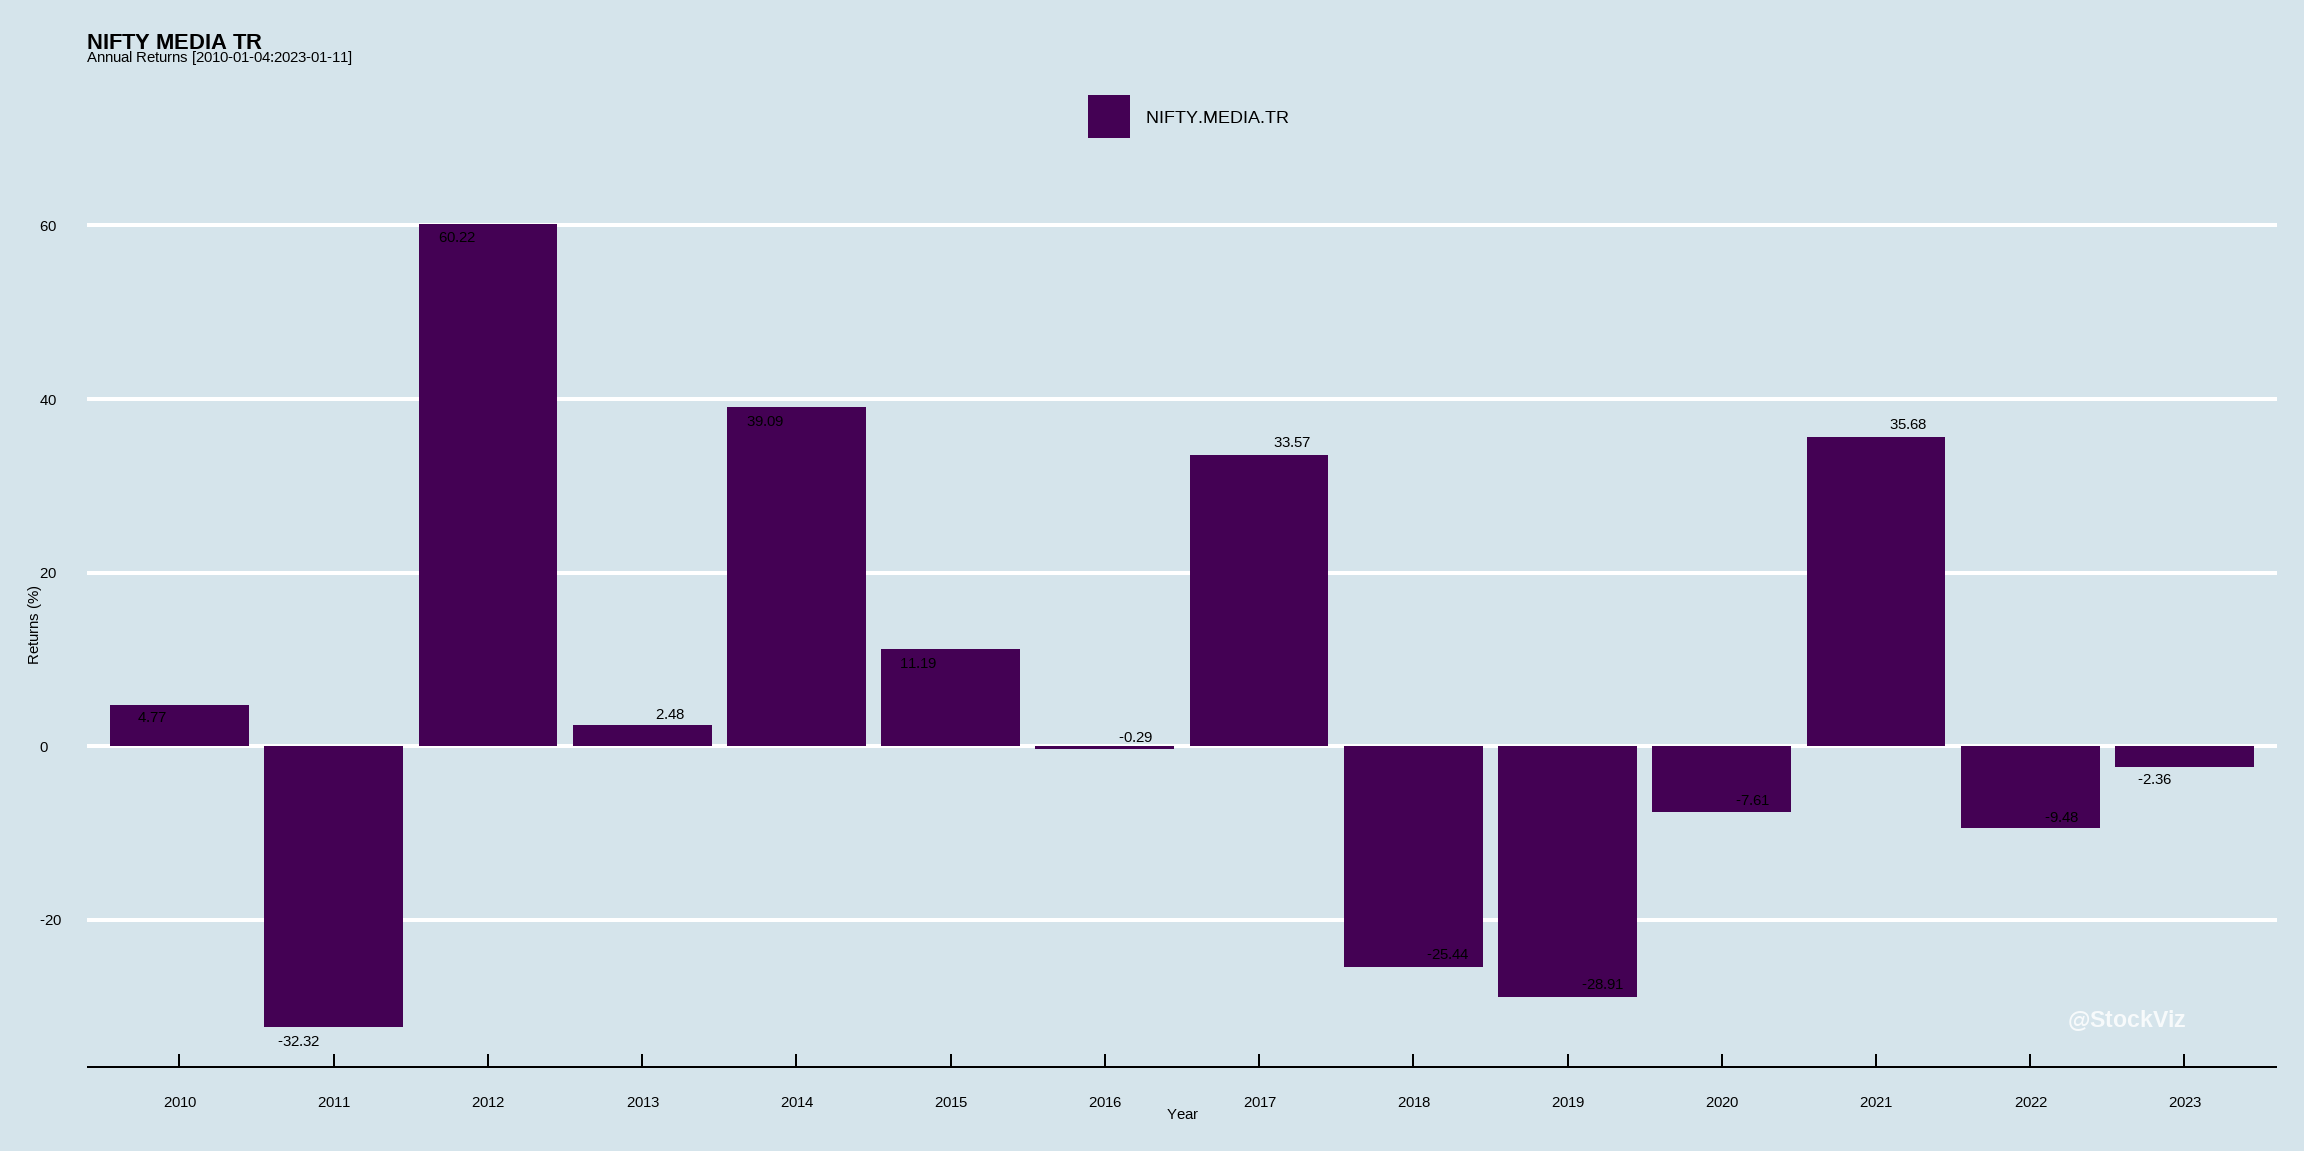 NIFTY MEDIA TR
Annual Returns [2010-01-04:2023-01-11]
NIFTY.MEDIA.TR
60
40
20
0
-20
Returns (%)
4.77
-32.32
60.22
2.48
39.09
11.19
-0.29
33.57
-25.44
-28.91
-7.61
35.68
-9.48
-2.36
@StockViz
2010 2011 2012 2013 2014 2015 2016 2017 2018 2019 2020 2021 2022 2023
Year